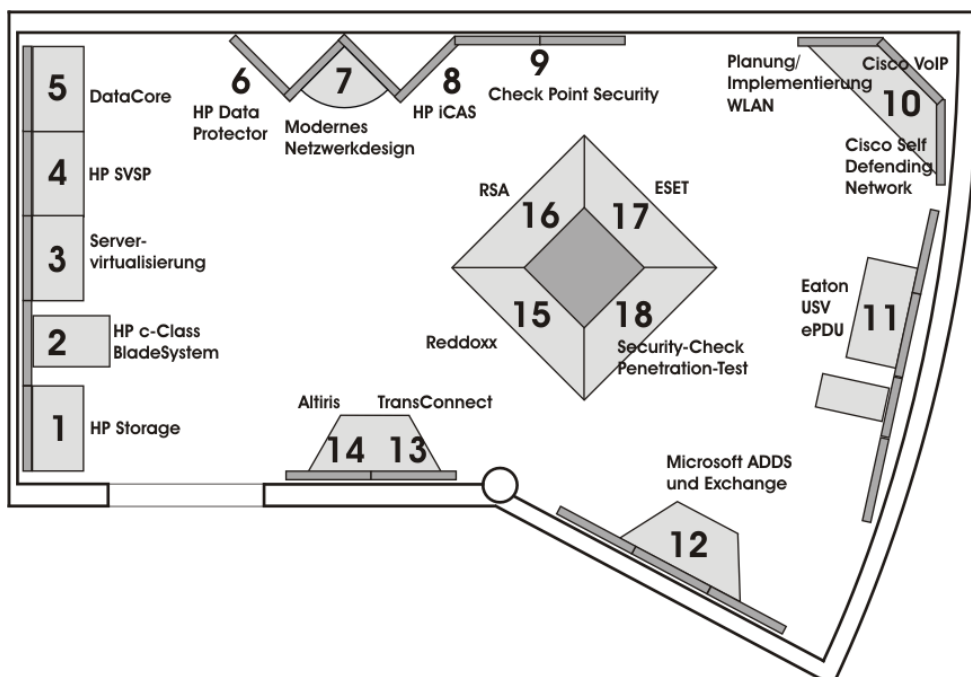 5
DataCore
4
HP SVSP
3
Server-
virtualisierung
2
HP c-Class
BladeSystem
1
HP Storage
6
HP Data
Protector
7
Modernes
Netzwerkdesign
8
HP iCAS
9
Check Point Security
Planung/
Implementierung
WLAN
Cisco VoIP
10
Cisco Self
Defending
Network
RSA
16
ESET
17
15
Reddoxx
18
Security-Check
Penetration-Test
Eaton
USV
ePDU
11
Altiris
14
TransConnect
13
Microsoft ADDS
und Exchange
12